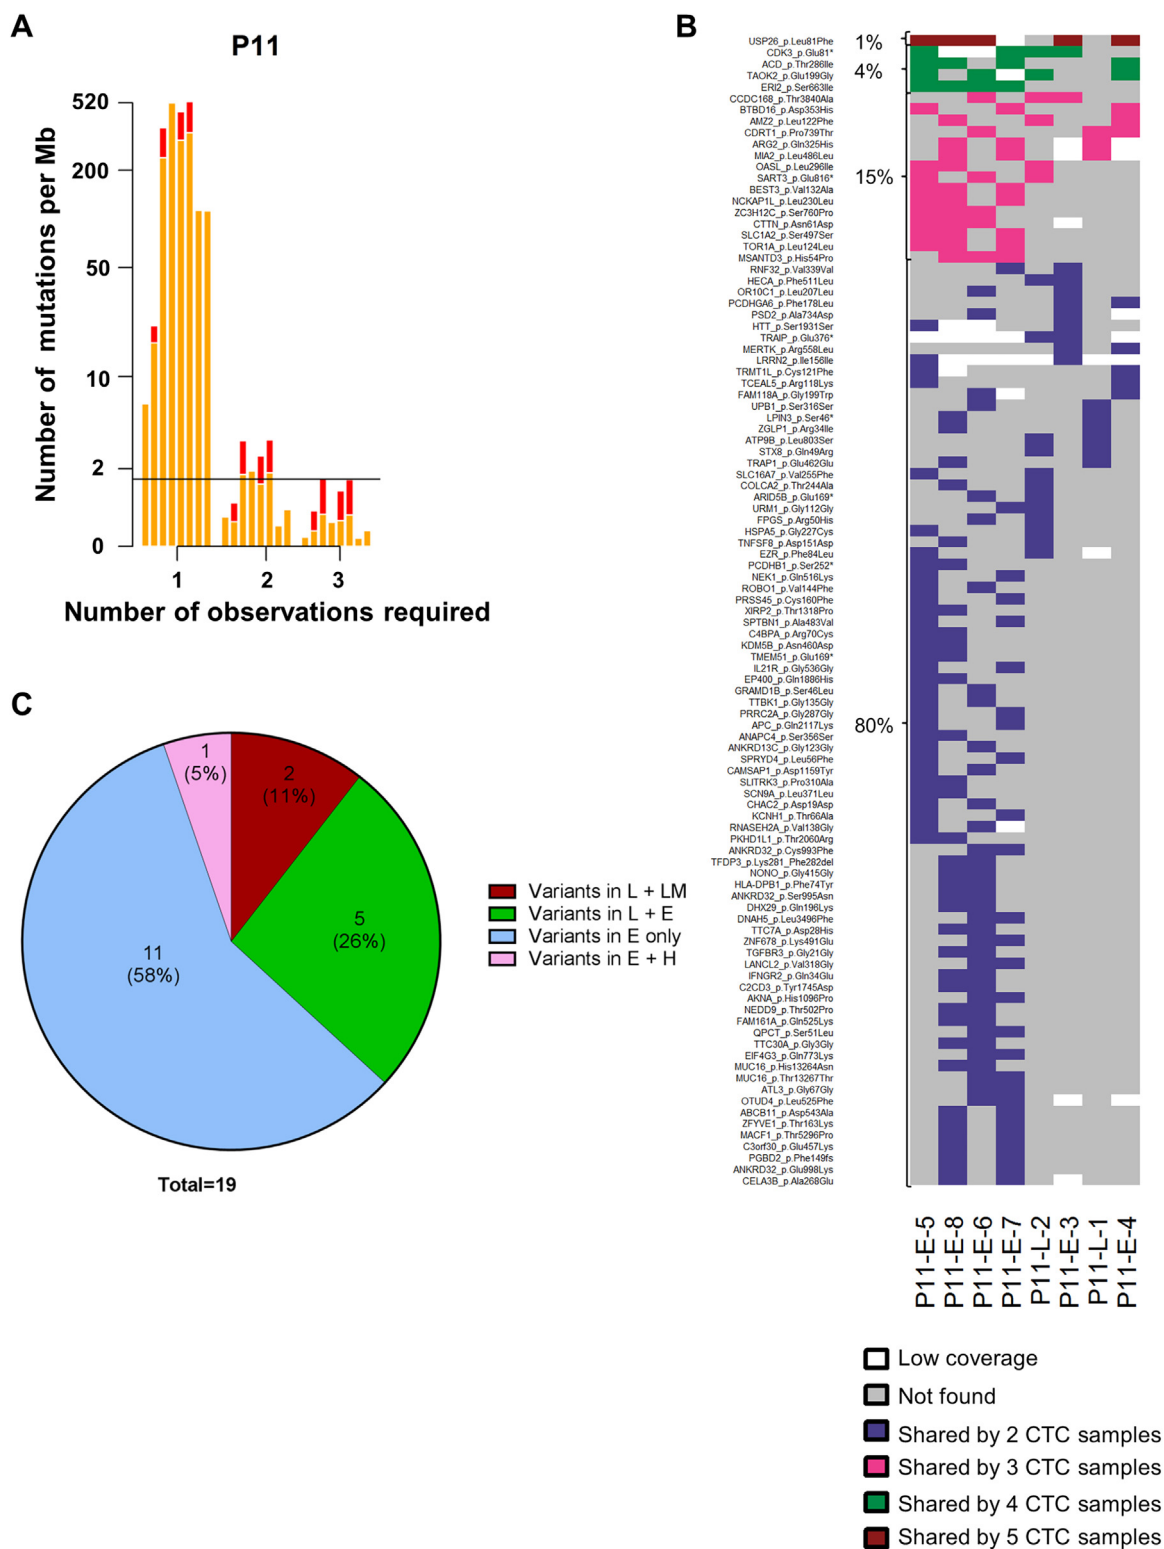 A
P11
Number of mutations per Mb
520
200
50
10
2
0
1
2
3
Number of observations required
B
USP26_p.Leu81Phe
CDK3_p.Glu81*
ACD_p.Thr286Ile
TAOK2_p.Glu199Gly
ERI2_p.Ser663Ile
CCDC168_p.Thr3840Ala
BTBD16_p.Asp353His
AMZ2_p.Leu122Phe
CDRT1_p.Pro739Thr
ARG2_p.Gln325His
MIA2_p.Leu486Leu
OASL_p.Leu296Ile
SART3_p.Glu816*
BEST3_p.Val132Ala
NCKAP1L_p.Leu230Leu
ZC3H12C_p.Ser760Pro
CTTN_p.Asn61Asp
SLC1A2_p.Ser497Ser
TOR1A_p.Leu124Leu
MSANTD3_p.His54Pro
RNF32_p.Val339Val
HECA_p.Phe511Leu
OR10C1_p.Leu207Leu
PCDHGA6_p.Phe178Leu
PSD2_p.Ala734Asp
HTT_p.Ser1931Ser
TRAIP_p.Glu376*
MERTK_p.Arg558Leu
LRRN2_p.Ile156Ile
TRMT1L_p.Cys121Phe
TCEAL5_p.Arg118Lys
FAM118A_p.Gly199Trp
UPB1_p.Ser316Ser
LPIN3_p.Ser46*
ZGLP1_p.Arg34Ile
ATP9B_p.Leu803Ser
STX8_p.Gln49Arg
TRAP1_p.Glu462Glu
SLC16A7_p.Val255Phe
COLCA2_p.Thr244Ala
ARID5B_p.Glu169*
URM1_p.Gly112Gly
FPGS_p.Arg50His
HSPA5_p.Gly227Cys
TNFSF8_p.Asp151Asp
EZR_p.Phe84Leu
PCDHB1_p.Ser252*
NEK1_p.Gln516Lys
ROBO1_p.Val144Phe
PRSS45_p.Cys160Phe
XIRP2_p.Thr1318Pro
SPTBN1_p.Ala483Val
C4BPA_p.Arg70Cys
KDM5B_p.Asn460Asp
TMEM51_p.Glu169*
IL21R_p.Gly536Gly
EP400_p.Gln1886His
GRAMD1B_p.Ser46Leu
TTBK1_p.Gly135Gly
PRRC2A_p.Gly287Gly
APC_p.Gln2117Lys
ANAPC4_p.Ser356Ser
ANKRD13C_p.Gly123Gly
SPRYD4_p.Leu56Phe
CAMSAP1_p.Asp1159Tyr
SLITRK3_p.Pro310Ala
SCN9A_p.Leu371Leu
CHAC2_p.Asp19Asp
KCNH1_p.Thr66Ala
RNASEH2A_p.Val138Gly
PKHD1L1_p.Thr2060Arg
ANKRD32_p.Cys993Phe
TFDP3_p.Lys281_Phe282del
NONO_p.Gly415Gly
HLA-DPB1_p.Phe74Tyr
ANKRD32_p.Ser995Asn
DHX29_p.Gln196Lys
DNAH5_p.Leu3496Phe
TTC7A_p.Asp28His
ZNF678_p.Lys491Glu
TGFBR3_p.Gly21Gly
LANCL2_p.Val318Gly
IFNGR2_p.Gln34Glu
C2CD3_p.Tyr1745Asp
AKNA_p.His1096Pro
NEDD9_p.Thr502Pro
FAM161A_p.Gln525Lys
QPCT_p.Ser51Leu
TTC30A_p.Gly3Gly
EIF4G3_p.Gln773Lys
MUC16_p.His13264Asn
MUC16_p.Thr13267Thr
ATL3_p.Gly67Gly
OTUD4_p.Leu525Phe
ABCB11_p.Asp543Ala
ZFYVE1_p.Thr163Lys
MACF1_p.Thr5296Pro
C3orf30_p.Glu457Lys
PGBD2_p.Phe149fs
ANKRD32_p.Glu998Lys
CELA3B_p.Ala268Glu
1%
4%
15%
80%
P11-E-5
P11-E-8
P11-E-6
P11-E-7
P11-L-2
P11-E-3
P11-L-1
P11-E-4
Low coverage
Not found
Shared by 2 CTC samples
Shared by 3 CTC samples
Shared by 4 CTC samples
Shared by 5 CTC samples
C
1
(5%)
2
(11%)
5
(26%)
11
(58%)
Variants in L + LM
Variants in L + E
Variants in E only
Variants in E + H
Total=19